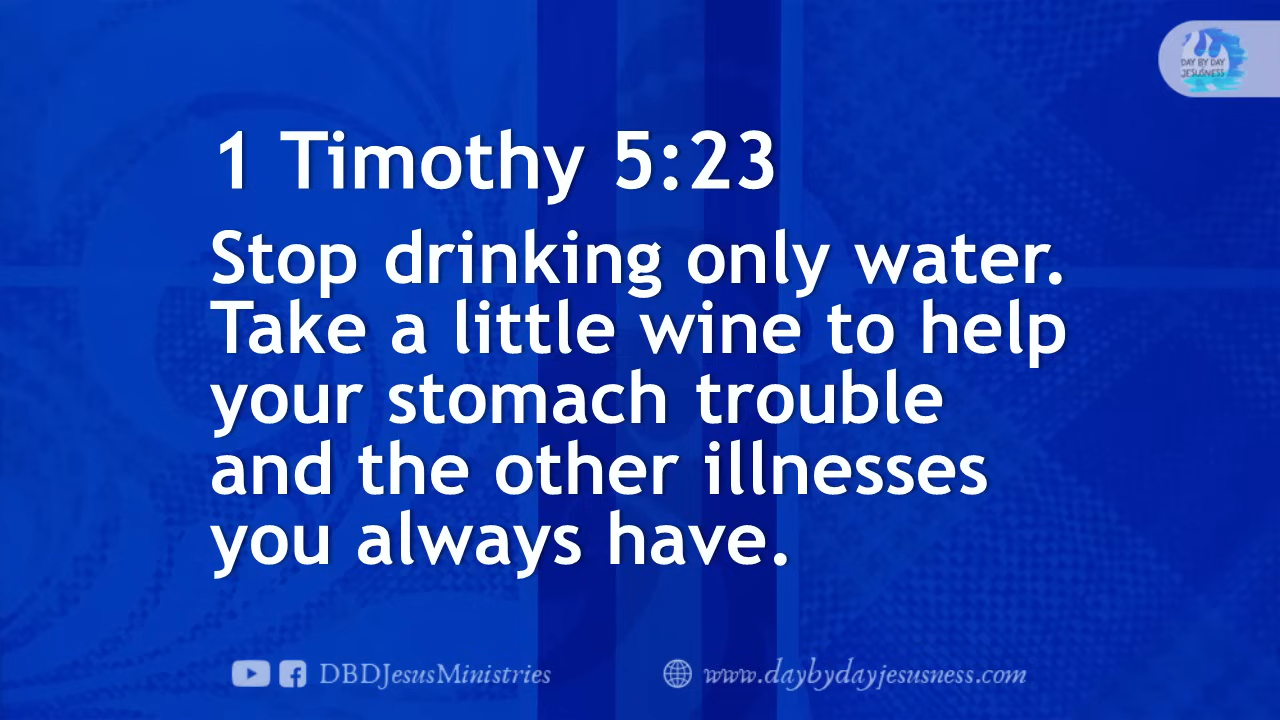 DAY BY DAY
JESUSNESS
1 Timothy 5:23
Stop drinking only water.
Take a little wine to help
your stomach trouble
and the other illnesses
you always have.
DBDJesusMinistries
www.daybydayjesusness.com